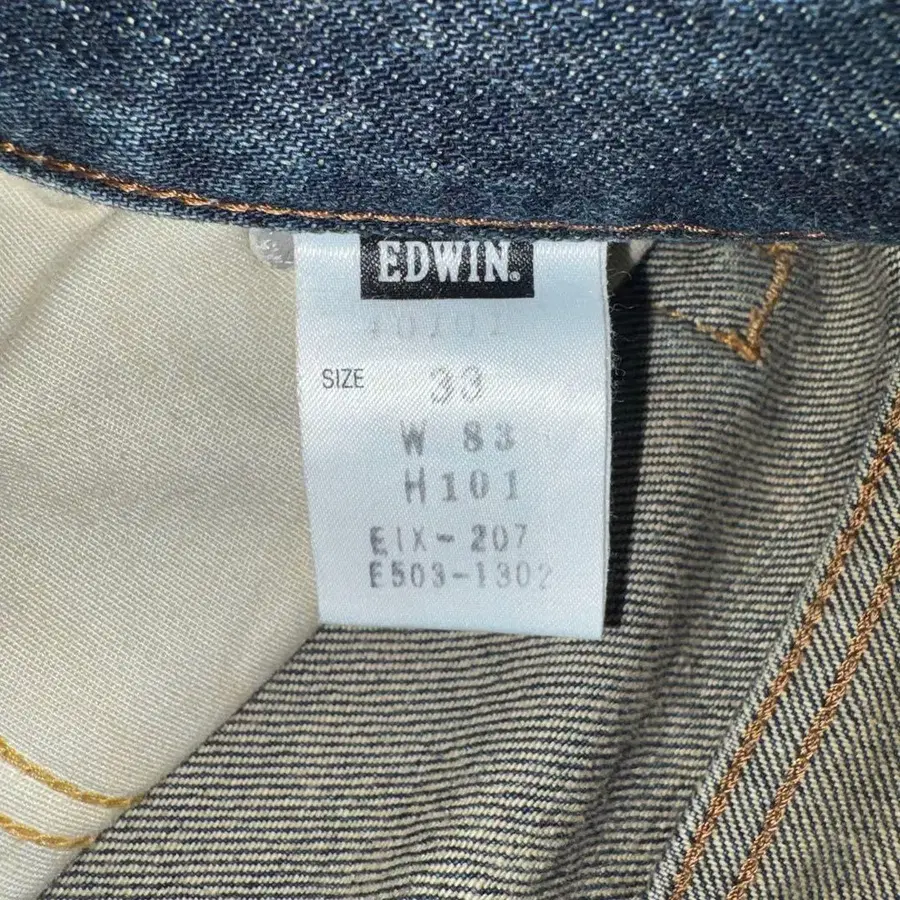 EDWIN.
SIZE 33
W 83
H101
EIX-207
E503-1302